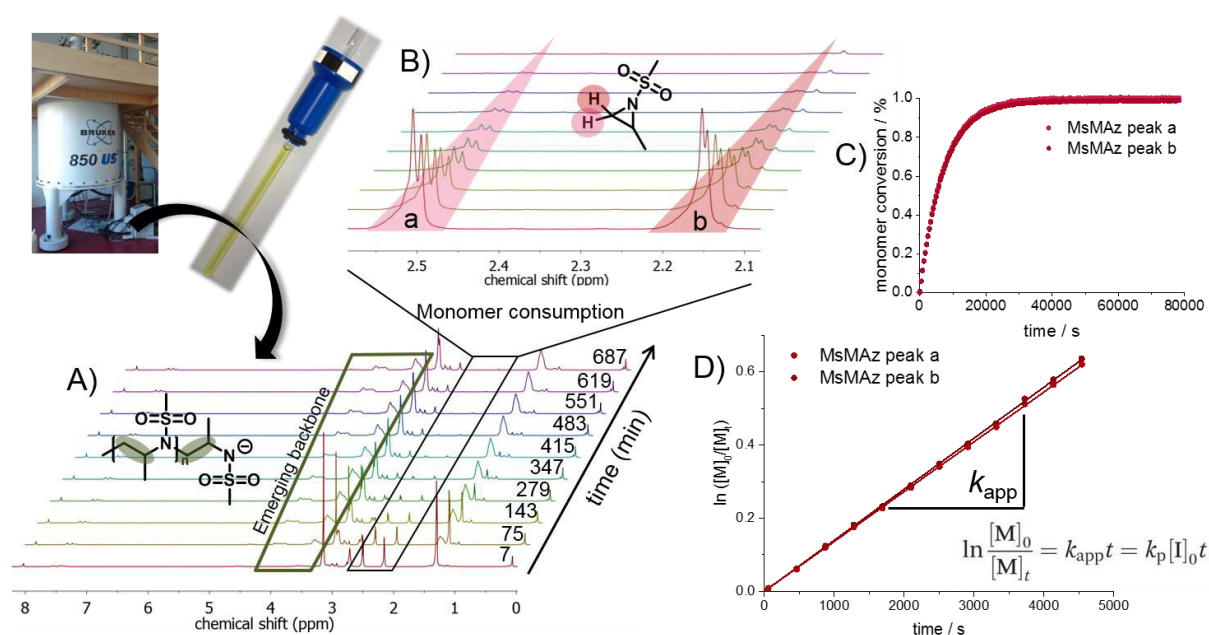 BRUKER
850 US
B)
O
S
O
N
H
H
a
b
2.5
2.4
2.3
2.2
2.1
chemical shift (ppm)
C)
monomer conversion / %
1.0
0.8
0.6
0.4
0.2
0.0
MsMAz peak a
MsMAz peak b
0
20000
40000
60000
80000
time / s
Monomer consumption
A)
O
S
O
N
n
N
⊖
O
S
O
Emerging backbone
687
619
551
483
415
347
279
143
75
7
time (min)
8
7
6
5
4
3
2
1
0
chemical shift (ppm)
D)
MsMAz peak a
MsMAz peak b
ln ([M]₀/[M]ₜ)
0.6
0.4
0.2
0.0
k_app
ln [M]₀/[M]ₜ = k_app t = k_p[I]₀t
0
1000
2000
3000
4000
5000
time / s